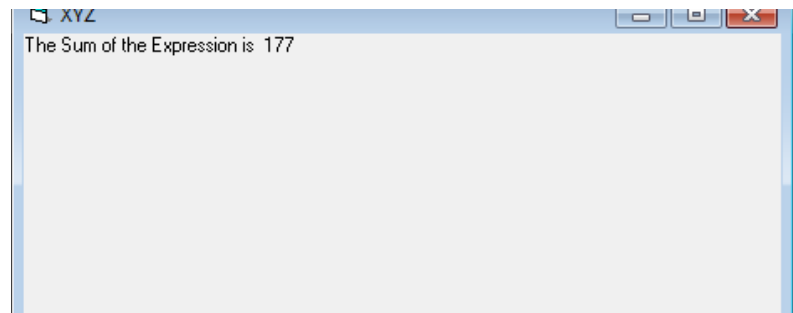 XYZ
The Sum of the Expression is 177